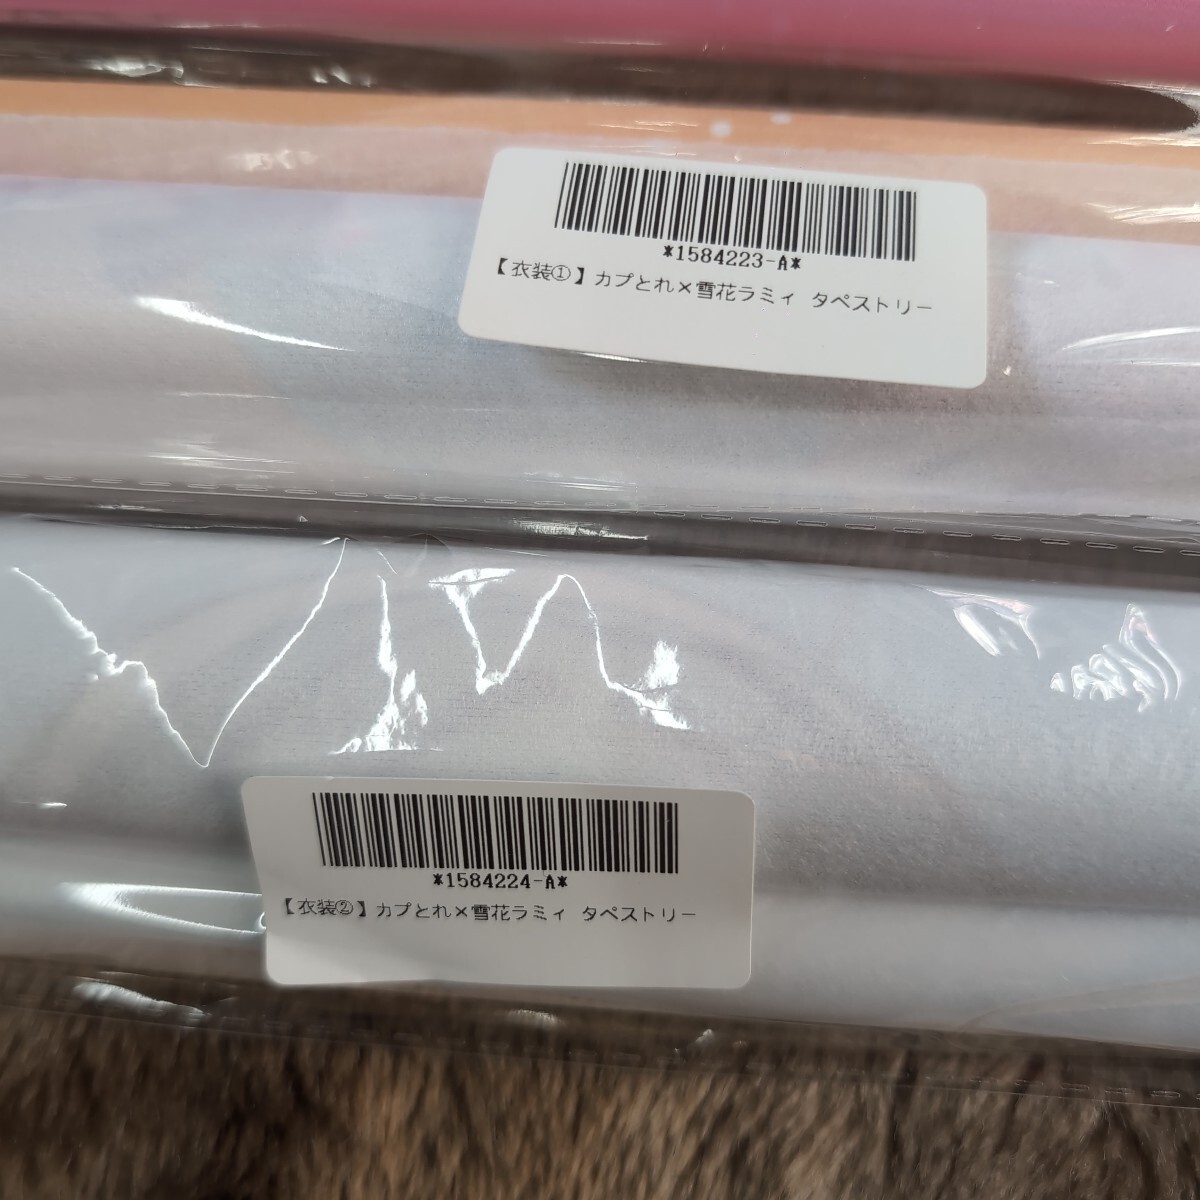 *1584223-A*
【衣装①】カプとれ×雪花ラミィ タペストリー
*1584224-A*
【衣装②】カプとれ×雪花ラミィ タペストリー